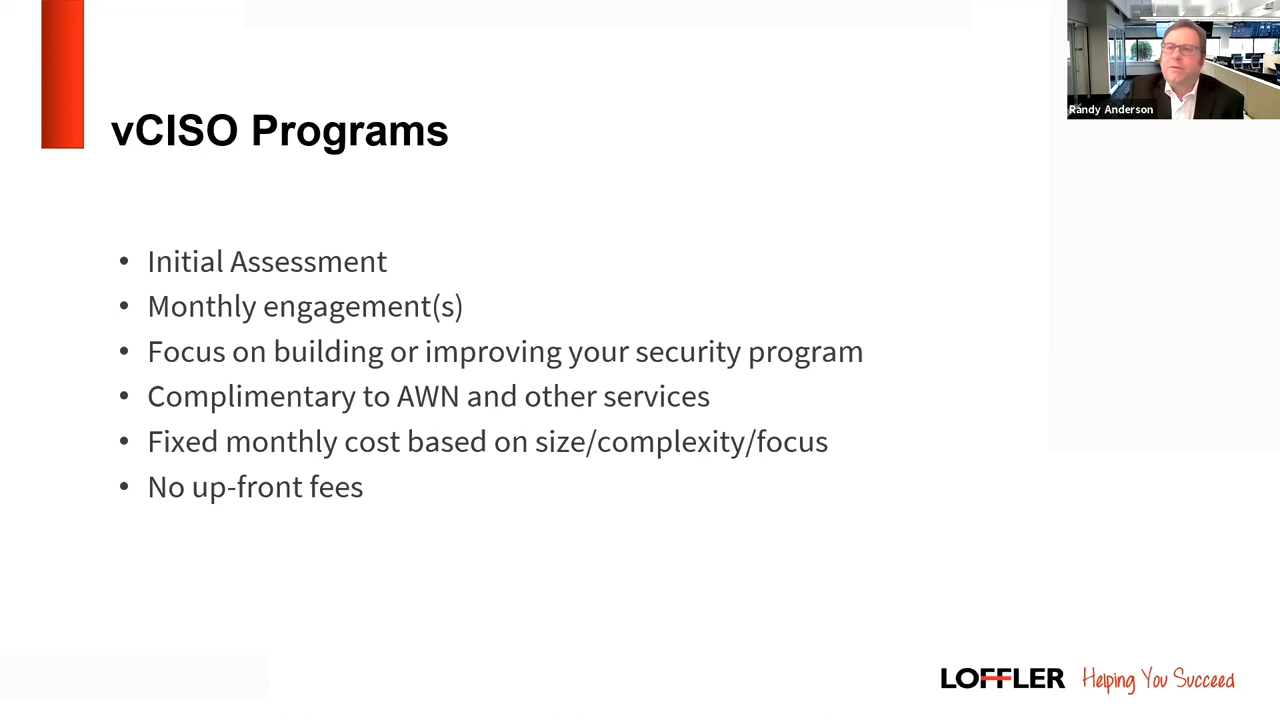 Randy Anderson
vCISO Programs
• Initial Assessment
• Monthly engagement(s)
• Focus on building or improving your security program
• Complimentary to AWN and other services
• Fixed monthly cost based on size/complexity/focus
• No up-front fees
LOFFLER Helping You Succeed